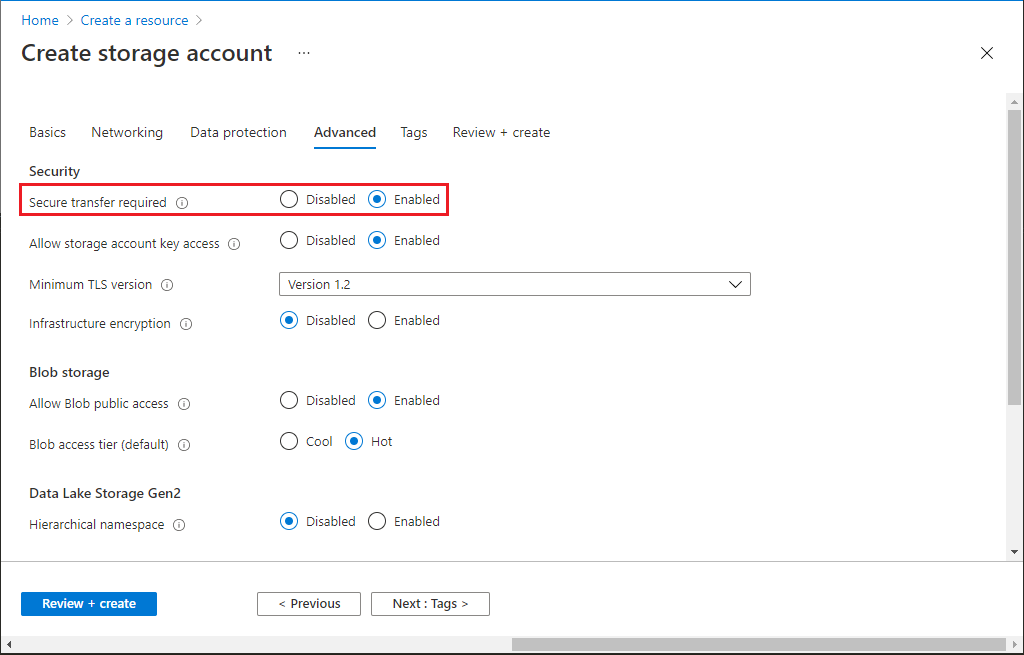 Home > Create a resource >
Create storage account ...
Basics Networking Data protection Advanced Tags Review + create
Security
Secure transfer required Disabled Enabled
Allow storage account key access Disabled Enabled
Minimum TLS version Version 1.2
Infrastructure encryption Disabled Enabled
Blob storage
Allow Blob public access Disabled Enabled
Blob access tier (default) Cool Hot
Data Lake Storage Gen2
Hierarchical namespace Disabled Enabled
Review + create < Previous Next : Tags >